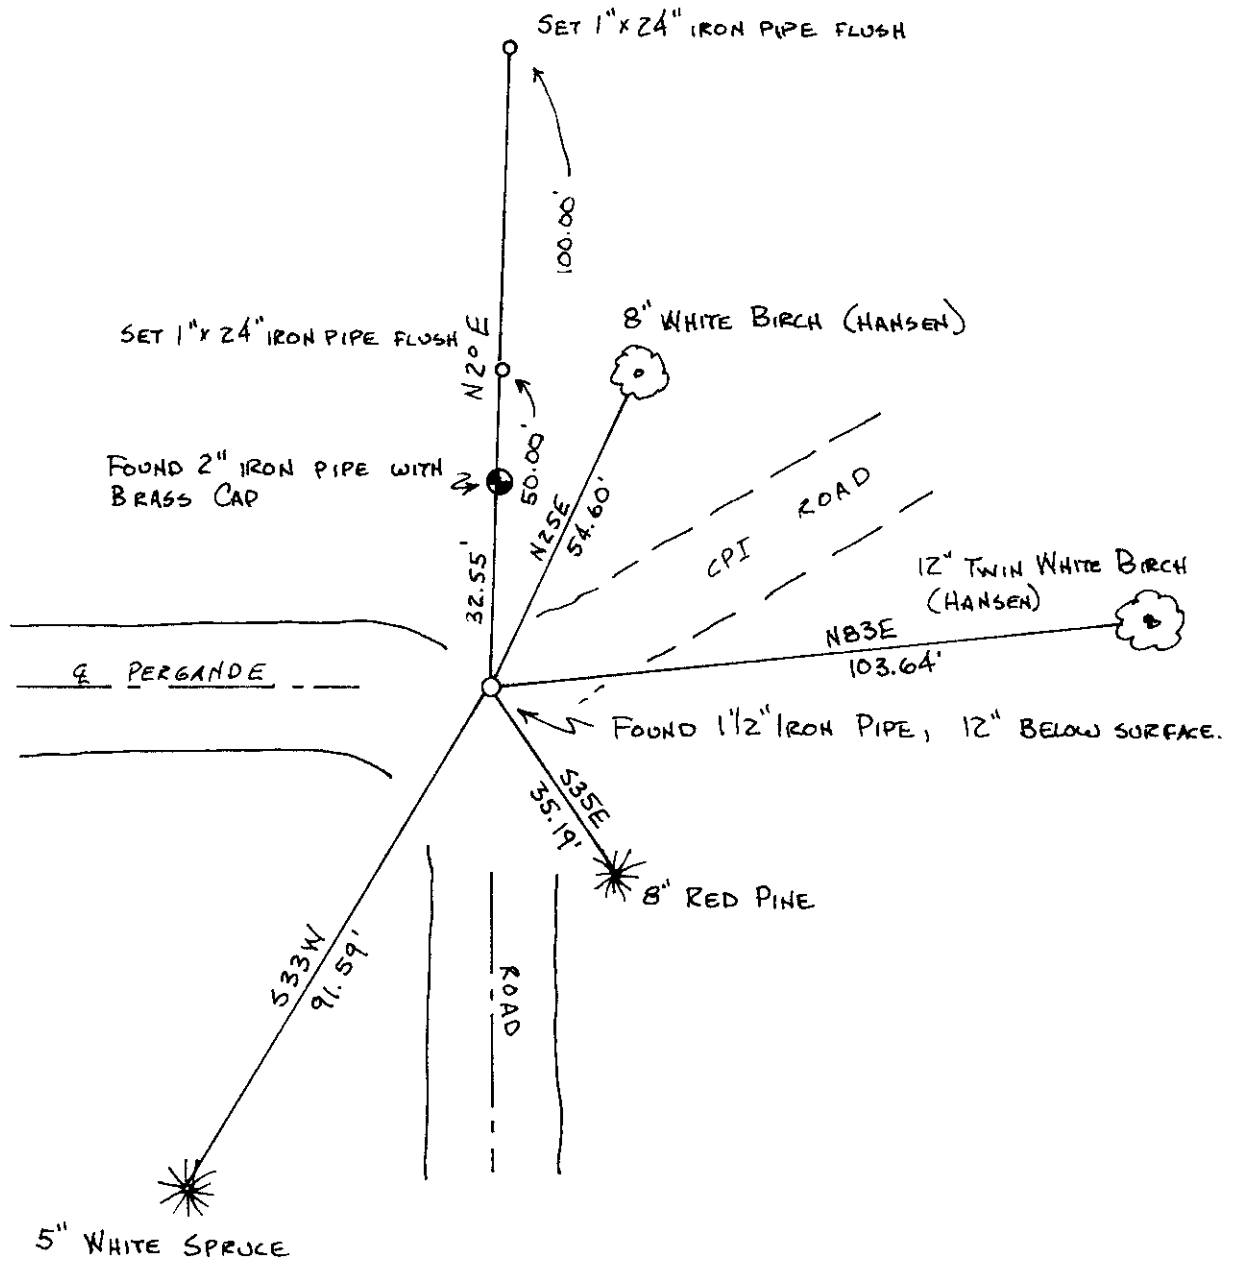 SET 1" x 24" IRON PIPE FLUSH
100.00'
8" WHITE BIRCH (HANSEN)
SET 1" x 24" IRON PIPE FLUSH
N 2° E
50.00'
FOUND 2" IRON PIPE WITH
BRASS CAP
N25E
54.60'
CPI ROAD
32.55'
12" TWIN WHITE BIRCH
(HANSEN)
N83E
103.64'
℄ PERGANDE
FOUND 1 1/2" IRON PIPE, 12" BELOW SURFACE.
S35E
35.19'
8" RED PINE
S33W
91.59'
ROAD
5" WHITE SPRUCE